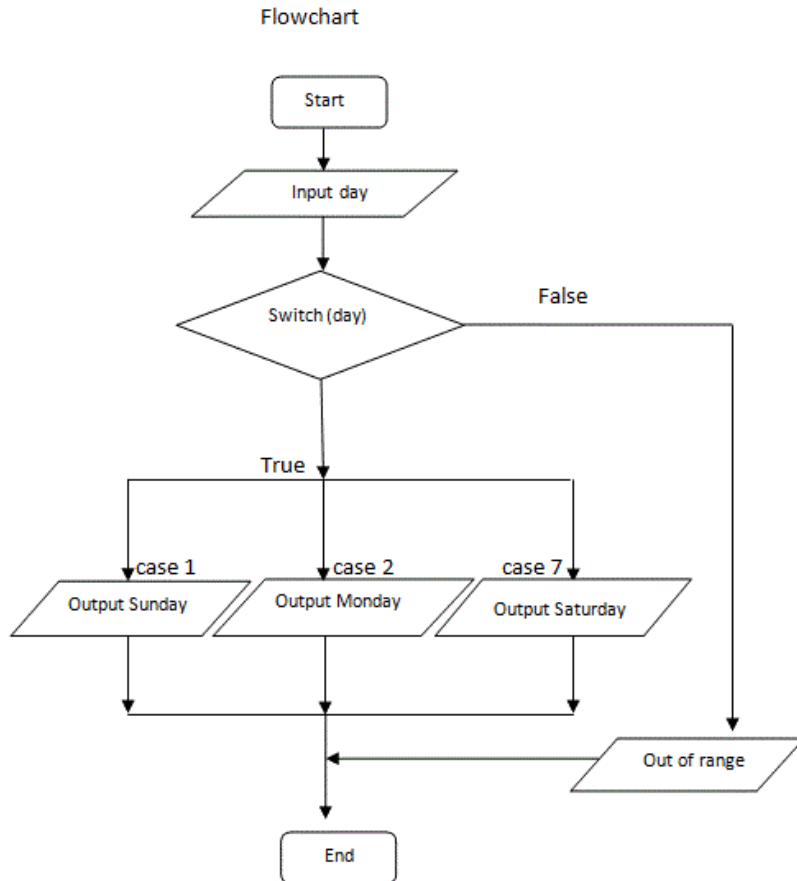 Flowchart
Start
Input day
Switch (day)
False
True
case 1
case 2
case 7
Output Sunday
Output Monday
Output Saturday
Out of range
End